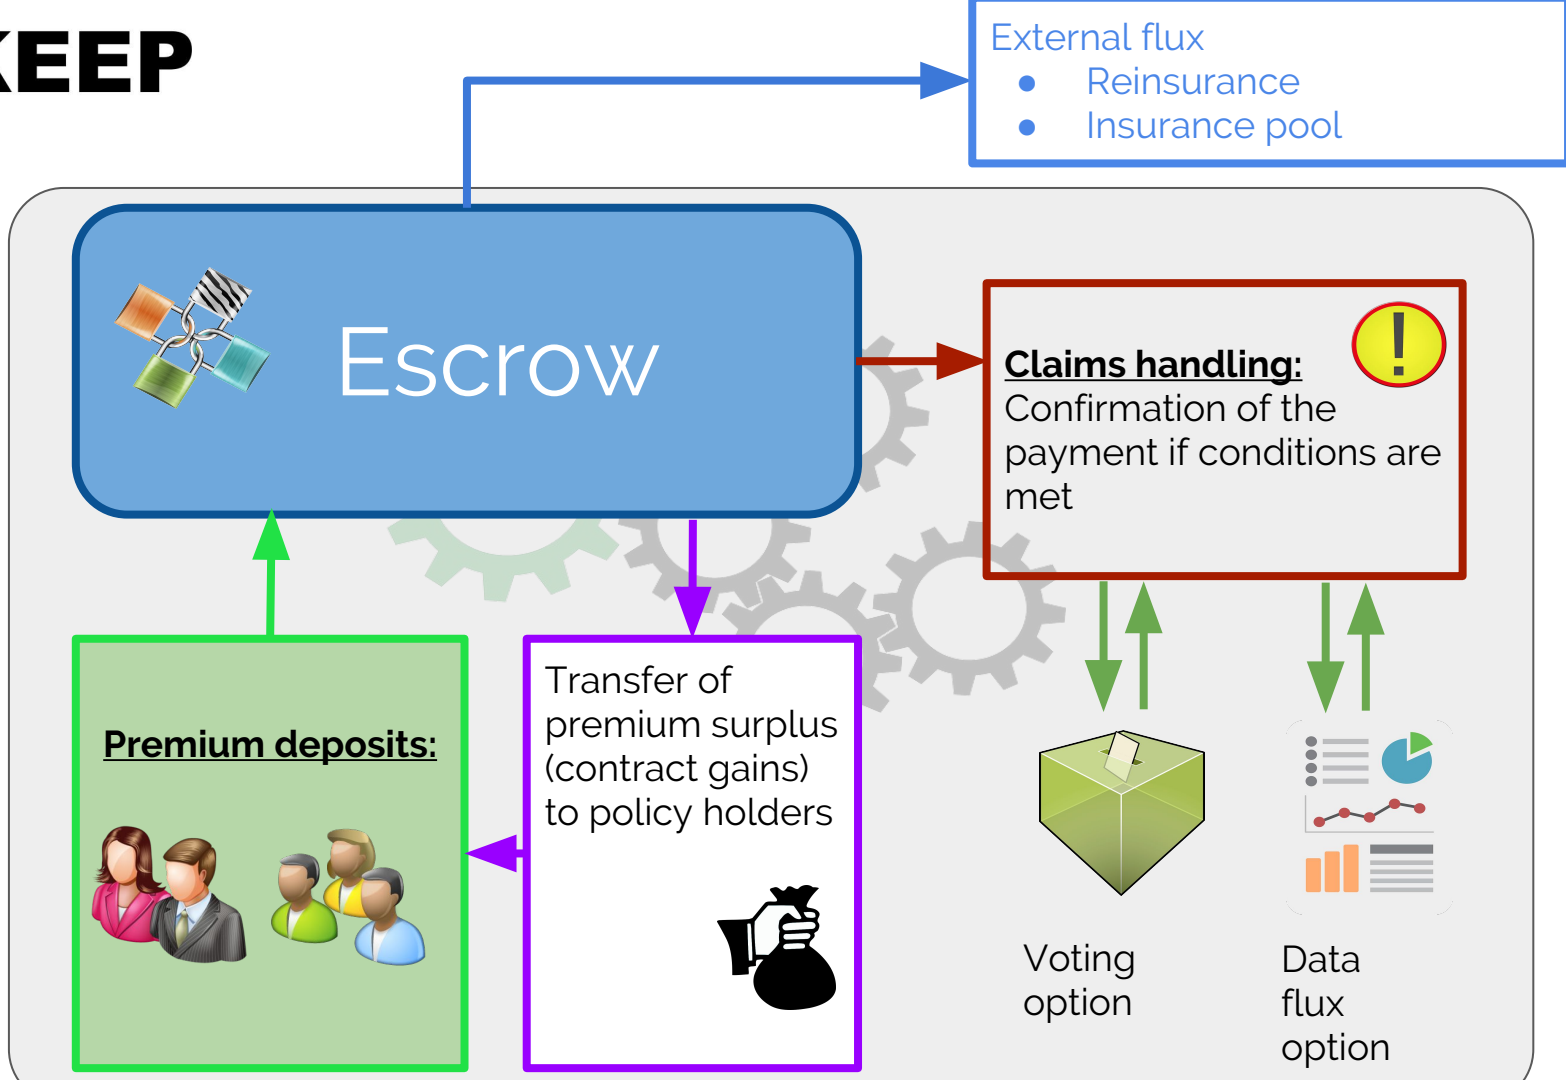 KEEP
External flux
● Reinsurance
● Insurance pool
Escrow
Claims handling:
Confirmation of the
payment if conditions are
met
Premium deposits:
Transfer of
premium surplus
(contract gains)
to policy holders
Voting
option
Data
flux
option